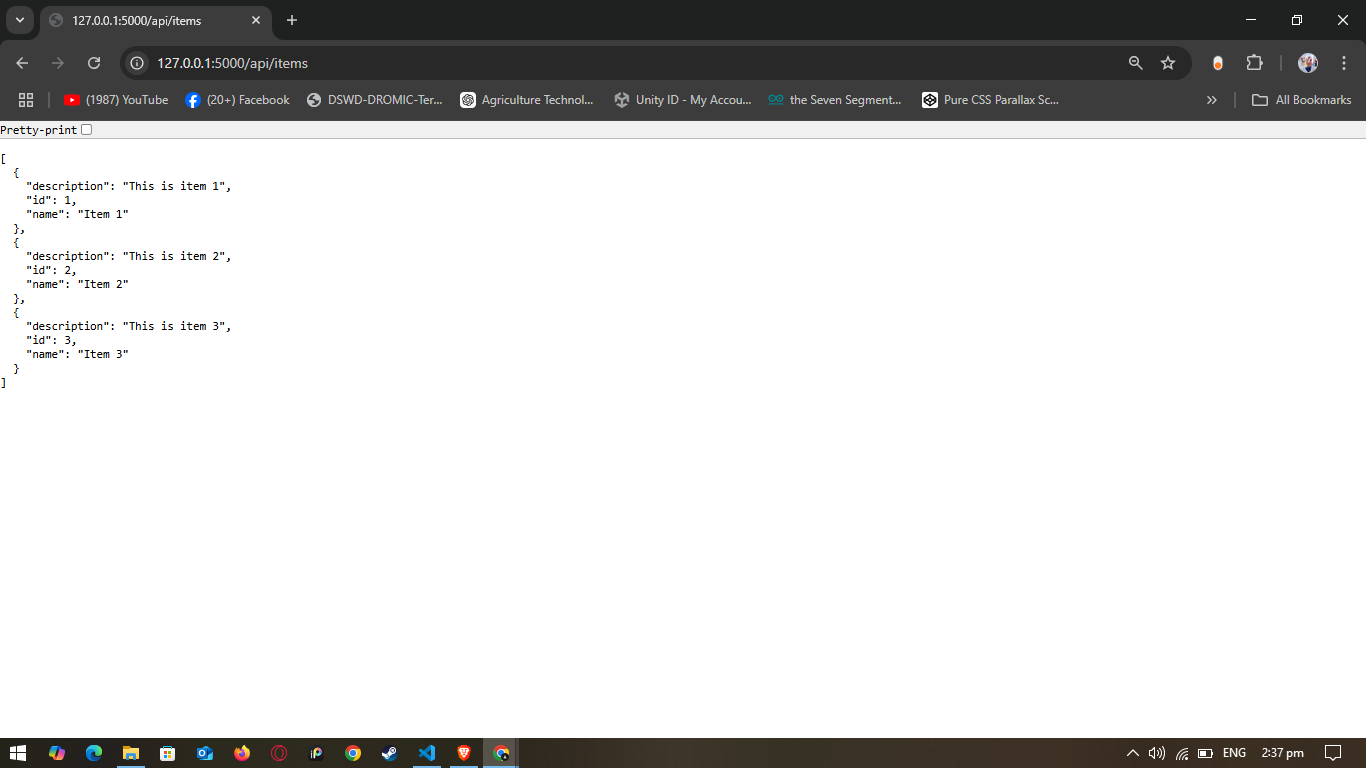 127.0.0.1:5000/api/items
127.0.0.1:5000/api/items
(1987) YouTube
(20+) Facebook
DSWD-DROMIC-Ter...
Agriculture Technol...
Unity ID - My Accou...
the Seven Segment...
Pure CSS Parallax Sc...
All Bookmarks
Pretty-print
[
  {
    "description": "This is item 1",
    "id": 1,
    "name": "Item 1"
  },
  {
    "description": "This is item 2",
    "id": 2,
    "name": "Item 2"
  },
  {
    "description": "This is item 3",
    "id": 3,
    "name": "Item 3"
  }
]
ENG
2:37 pm